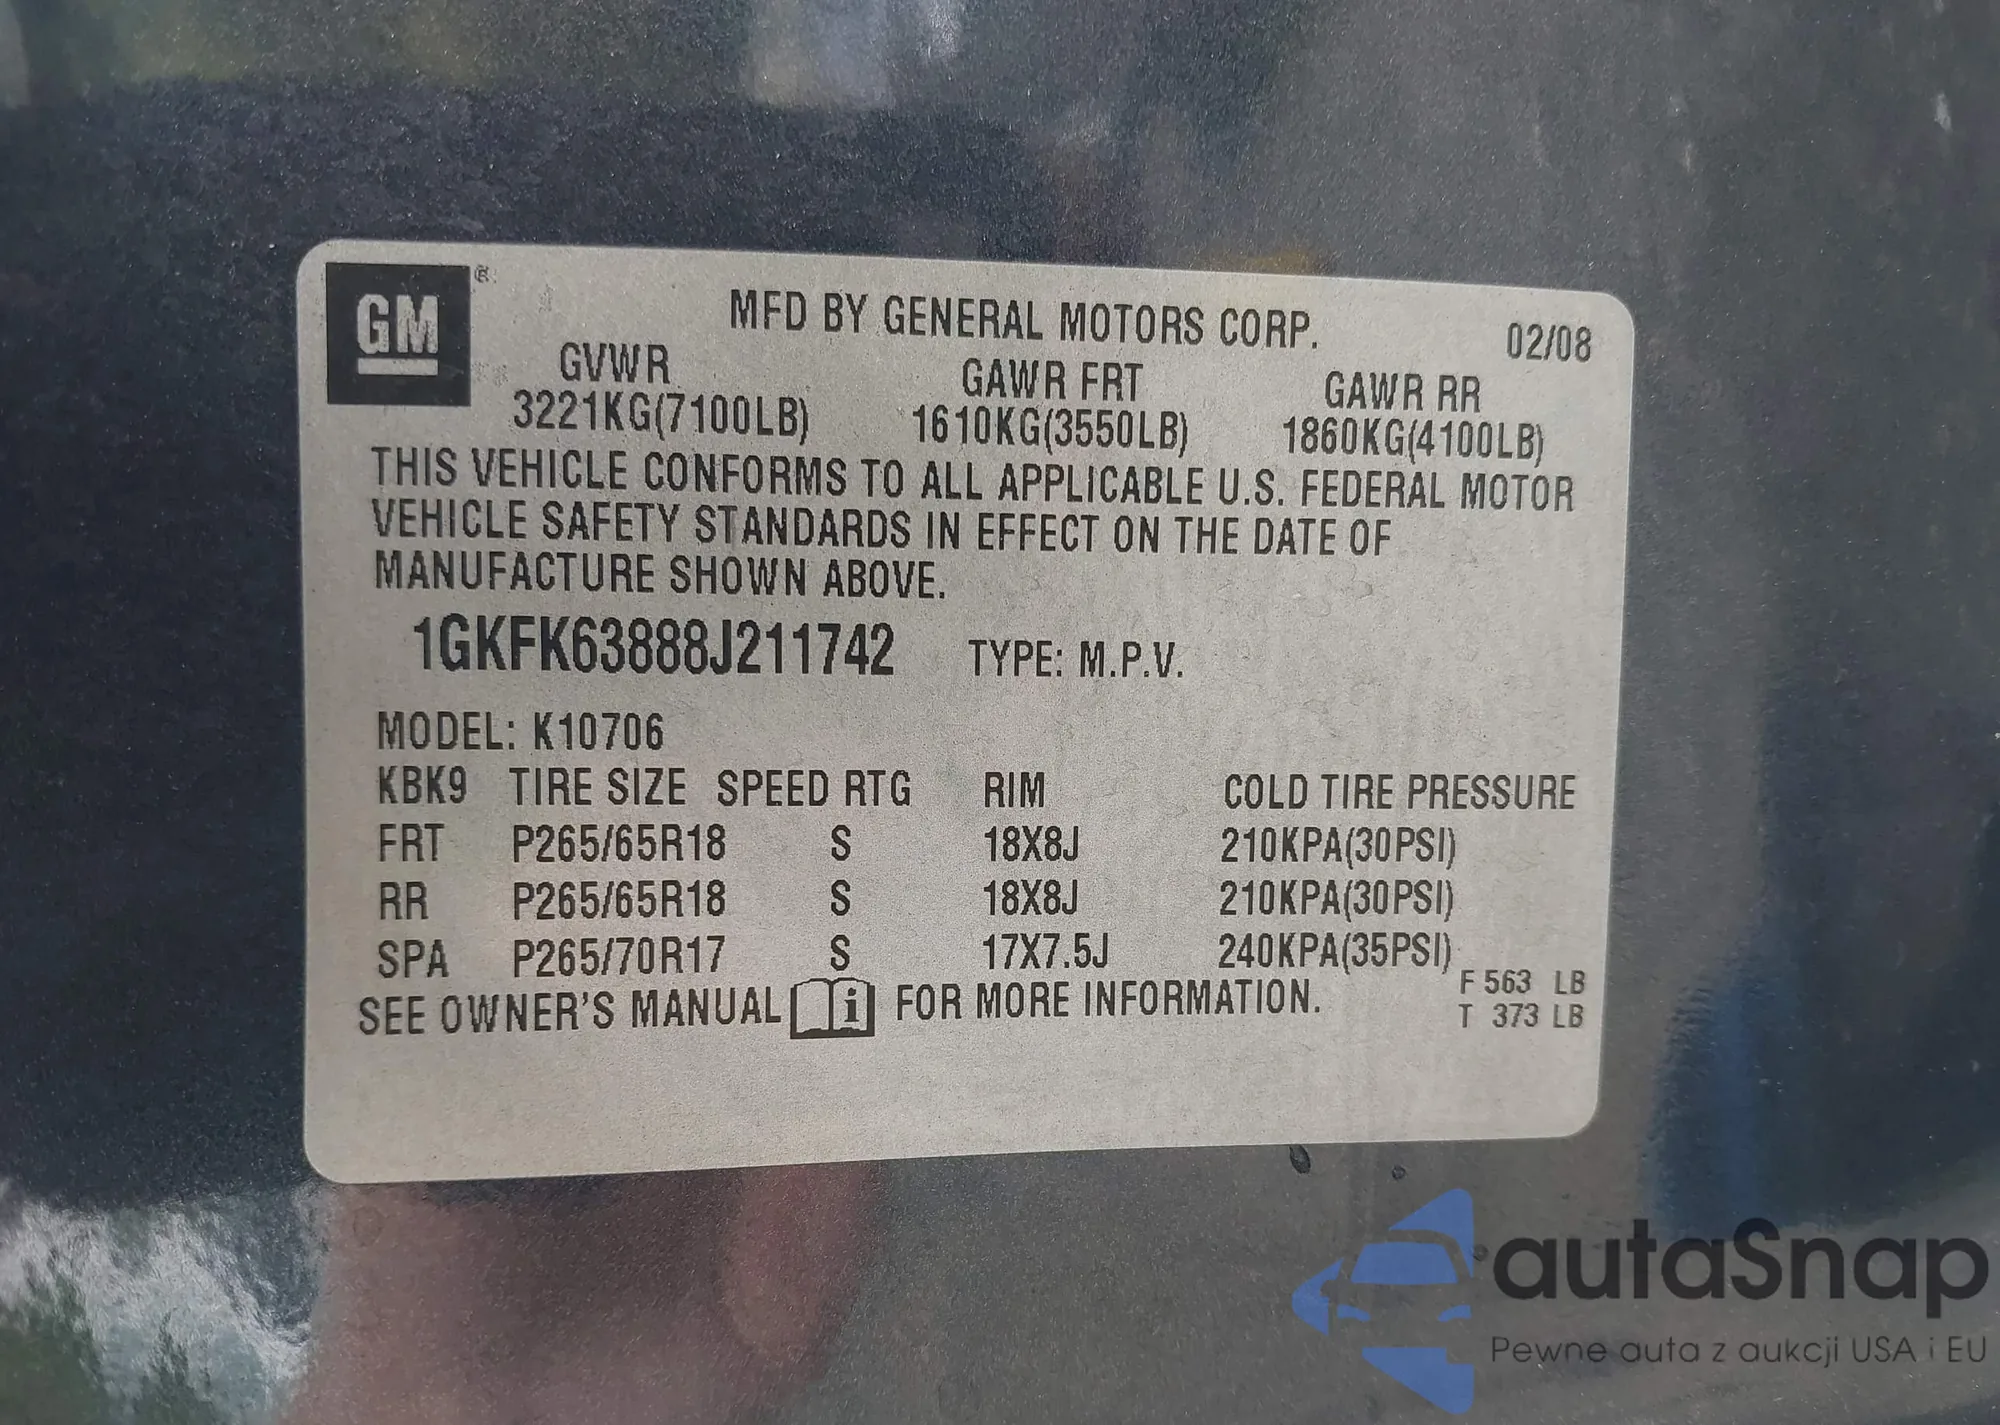 GM ®
MFD BY GENERAL MOTORS CORP. 02/08
GVWR GAWR FRT GAWR RR
3221KG(7100LB) 1610KG(3550LB) 1860KG(4100LB)
THIS VEHICLE CONFORMS TO ALL APPLICABLE U.S. FEDERAL MOTOR
VEHICLE SAFETY STANDARDS IN EFFECT ON THE DATE OF
MANUFACTURE SHOWN ABOVE.
1GKFK63888J211742 TYPE: M.P.V.
MODEL: K10706
KBK9 TIRE SIZE SPEED RTG RIM COLD TIRE PRESSURE
FRT P265/65R18 S 18X8J 210KPA(30PSI)
RR P265/65R18 S 18X8J 210KPA(30PSI)
SPA P265/70R17 S 17X7.5J 240KPA(35PSI)
SEE OWNER'S MANUAL i FOR MORE INFORMATION.
F 563 LB
T 373 LB
autaSnap
Pewne auta z aukcji USA i EU